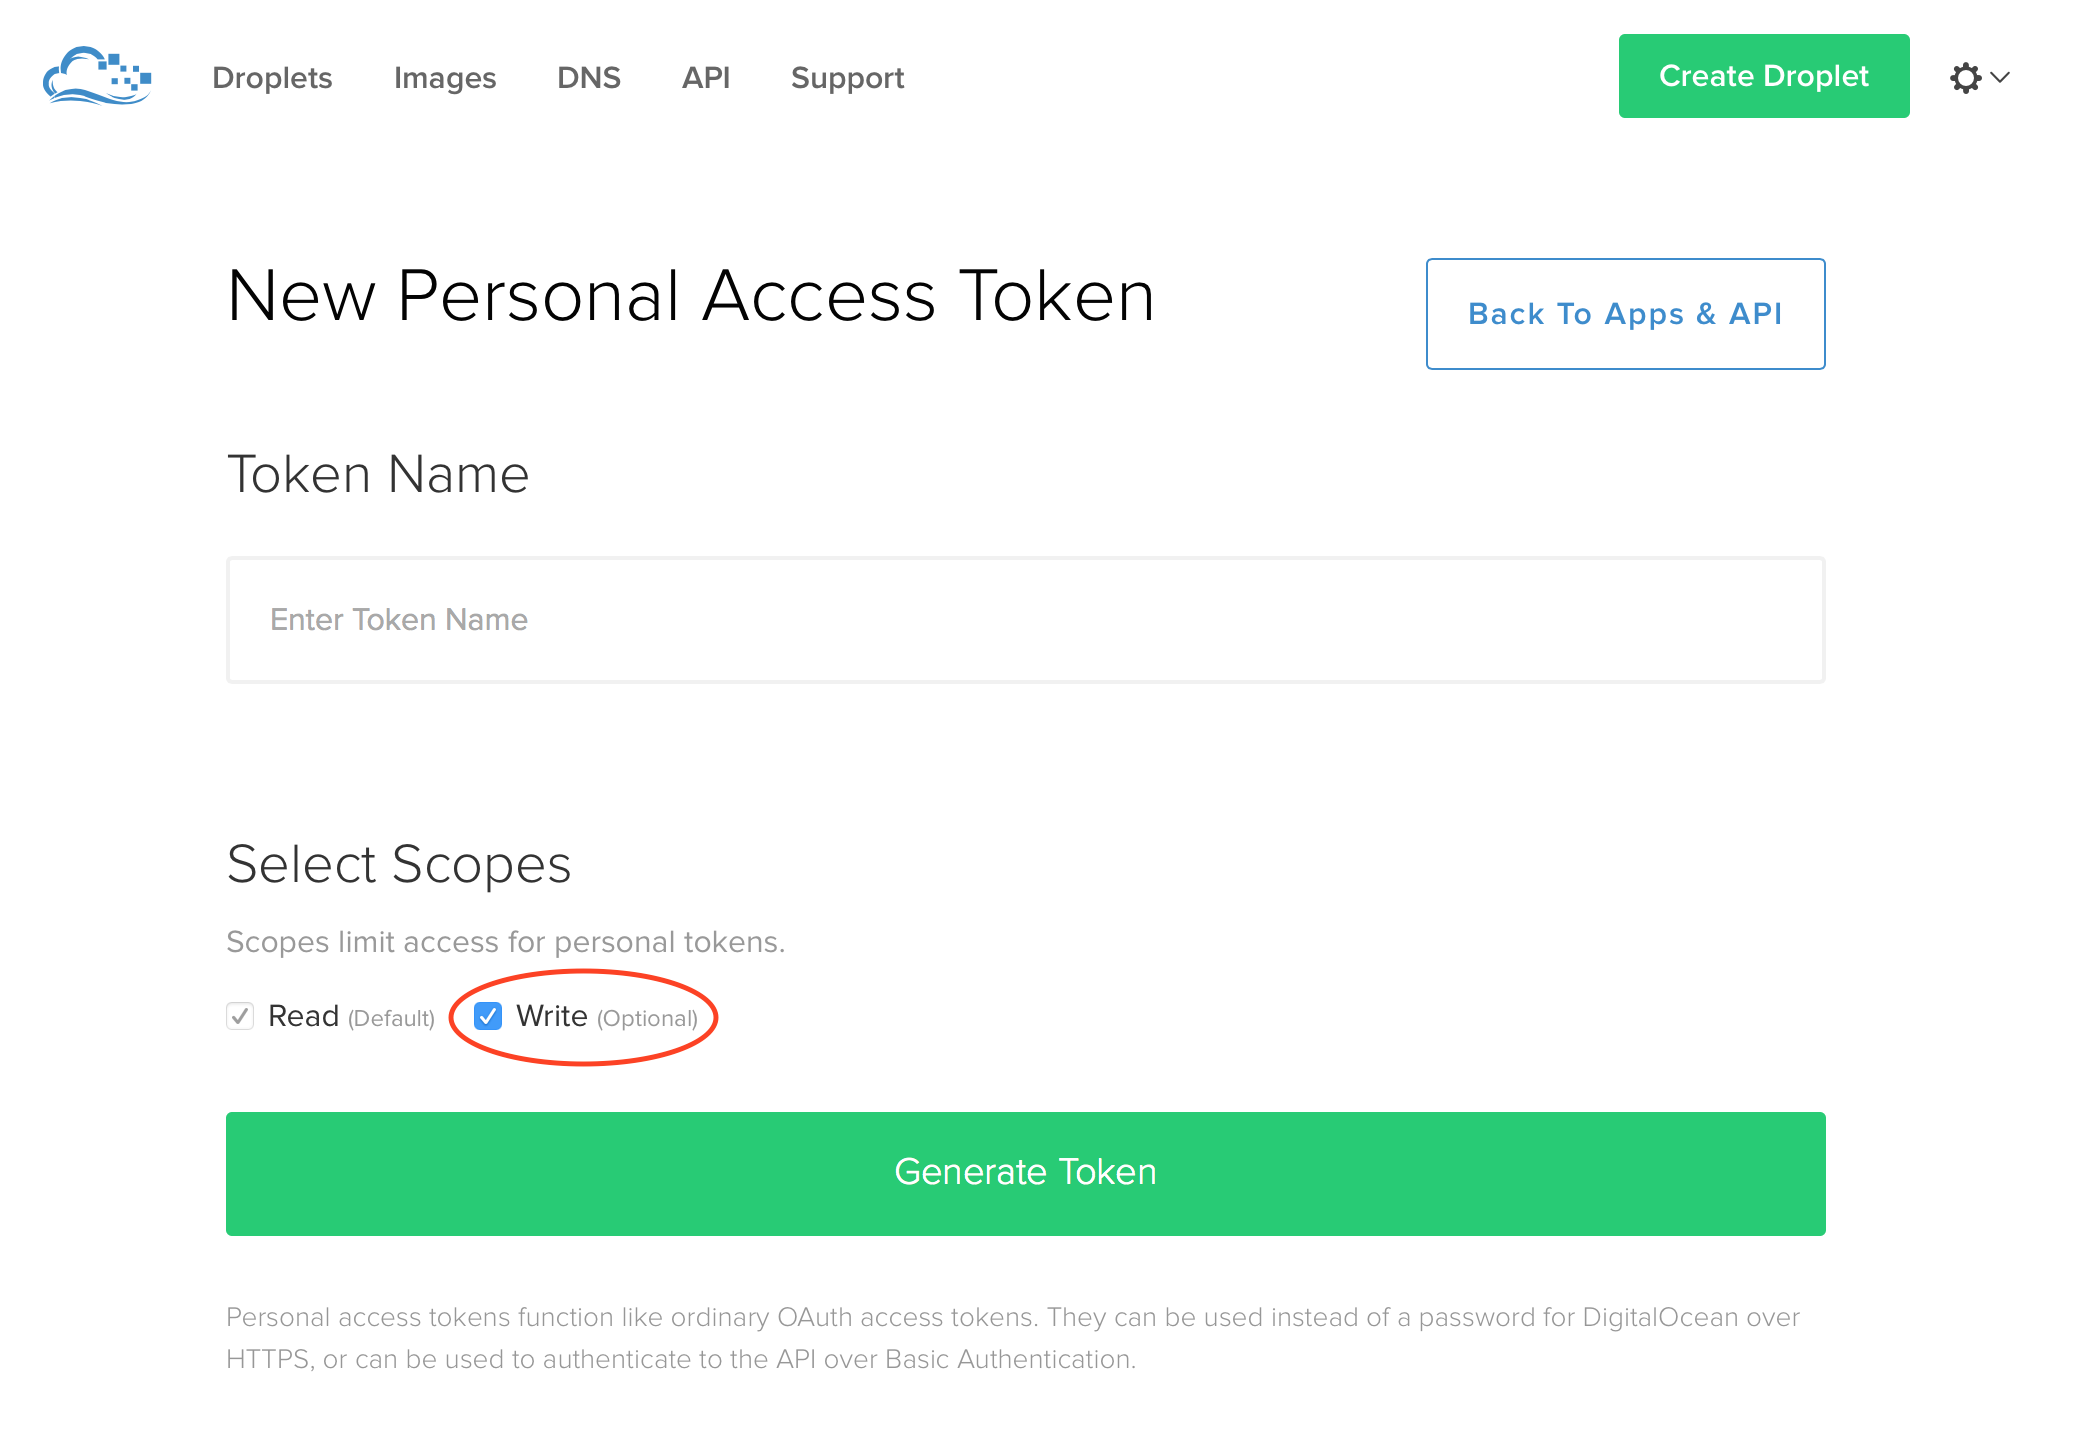 Droplets Images DNS API Support Create Droplet
New Personal Access Token Back To Apps & API
Token Name
Enter Token Name
Select Scopes
Scopes limit access for personal tokens.
Read (Default) Write (Optional)
Generate Token
Personal access tokens function like ordinary OAuth access tokens. They can be used instead of a password for DigitalOcean over
HTTPS, or can be used to authenticate to the API over Basic Authentication.